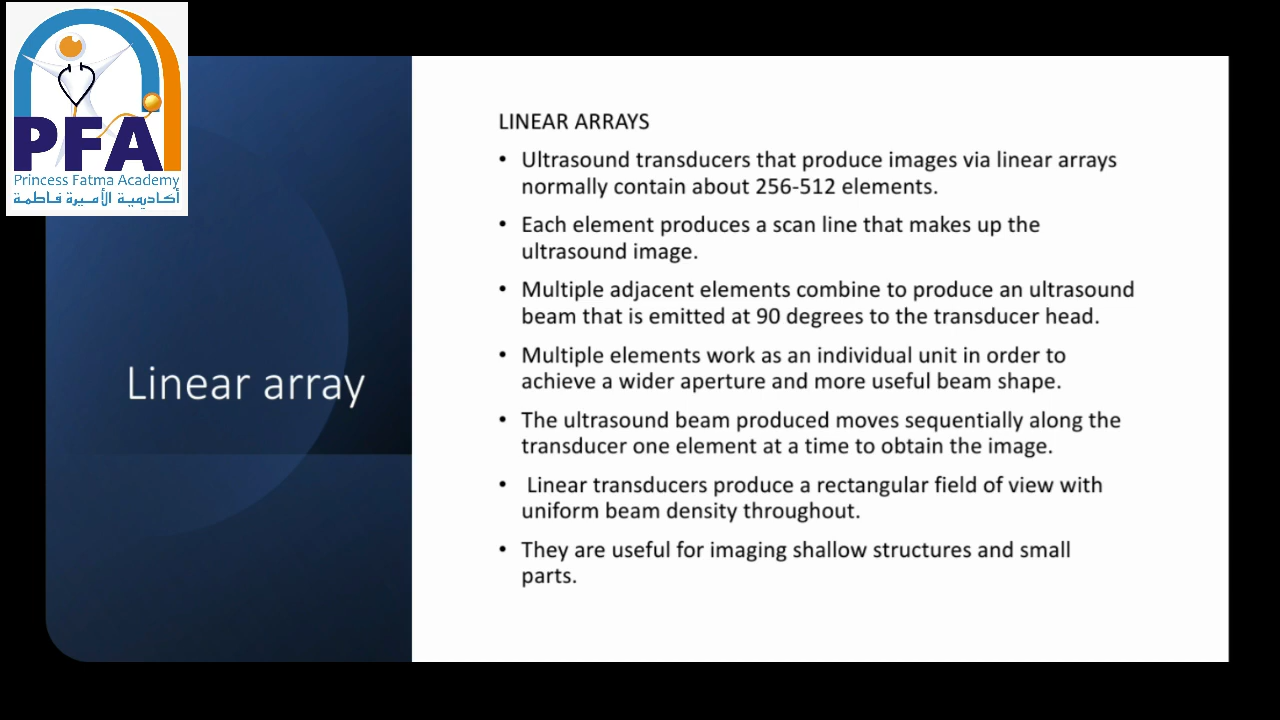 PFA
Princess Fatma Academy
أكاديمية الأميرة فاطمة
Linear array
LINEAR ARRAYS
• Ultrasound transducers that produce images via linear arrays
normally contain about 256-512 elements.
• Each element produces a scan line that makes up the
ultrasound image.
• Multiple adjacent elements combine to produce an ultrasound
beam that is emitted at 90 degrees to the transducer head.
• Multiple elements work as an individual unit in order to
achieve a wider aperture and more useful beam shape.
• The ultrasound beam produced moves sequentially along the
transducer one element at a time to obtain the image.
• Linear transducers produce a rectangular field of view with
uniform beam density throughout.
• They are useful for imaging shallow structures and small
parts.